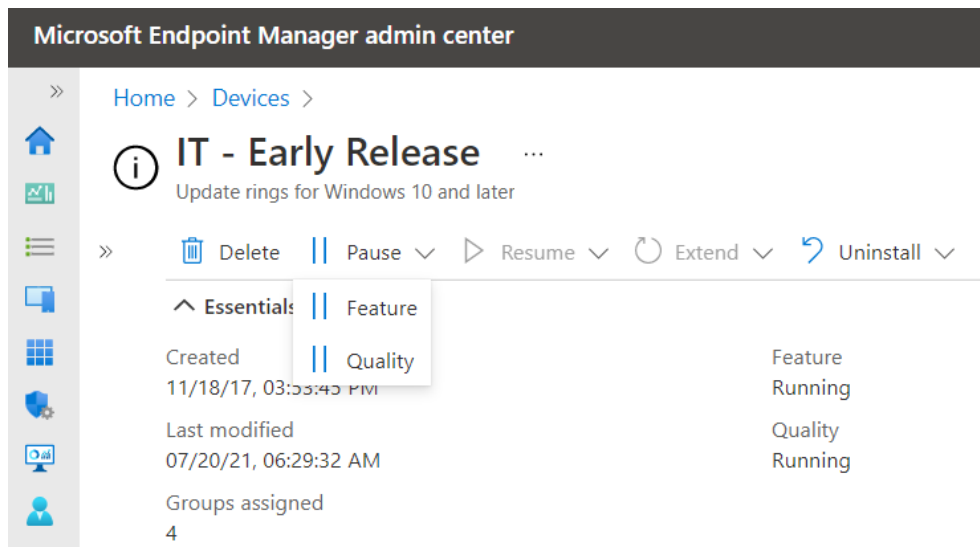 Microsoft Endpoint Manager admin center
Home > Devices >
IT - Early Release ...
Update rings for Windows 10 and later
Delete Pause Resume Extend Uninstall
Essentials
Feature
Quality
Created
11/18/17, 03:53:45 PM
Feature
Running
Last modified
07/20/21, 06:29:32 AM
Quality
Running
Groups assigned
4